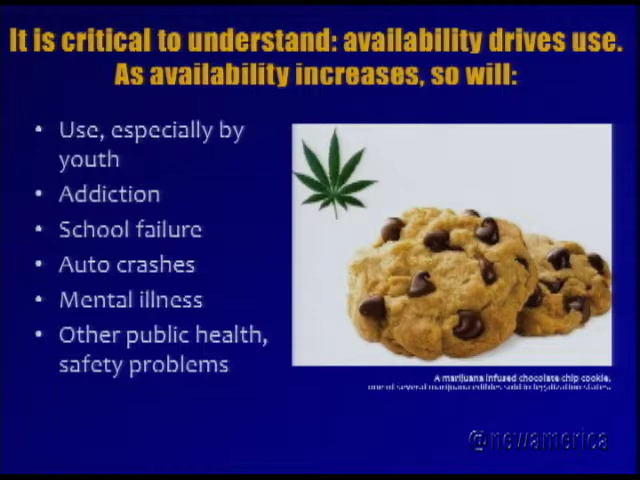 It is critical to understand: availability drives use.
As availability increases, so will:
• Use, especially by
youth
• Addiction
• School failure
• Auto crashes
• Mental illness
• Other public health,
safety problems
A marijuana infused chocolate chip cookie,
one of several marijuana edibles sold in legalization states.
@newamerica